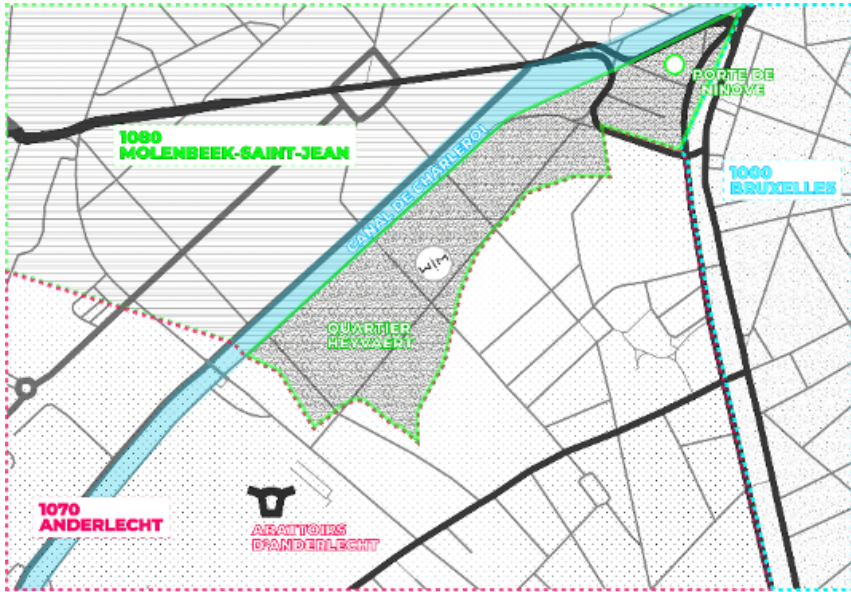 PORTE DE
NINOVE
1080
MOLENBEEK-SAINT-JEAN
CANAL DE CHARLEROI
1000
BRUXELLES
QUARTIER
HEYVAERT
1070
ANDERLECHT
ABATTOIRS
D'ANDERLECHT